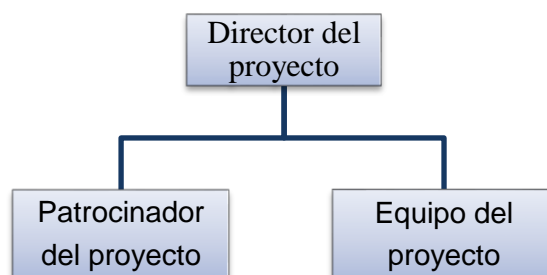 Director del
proyecto
Patrocinador
del proyecto
Equipo del
proyecto